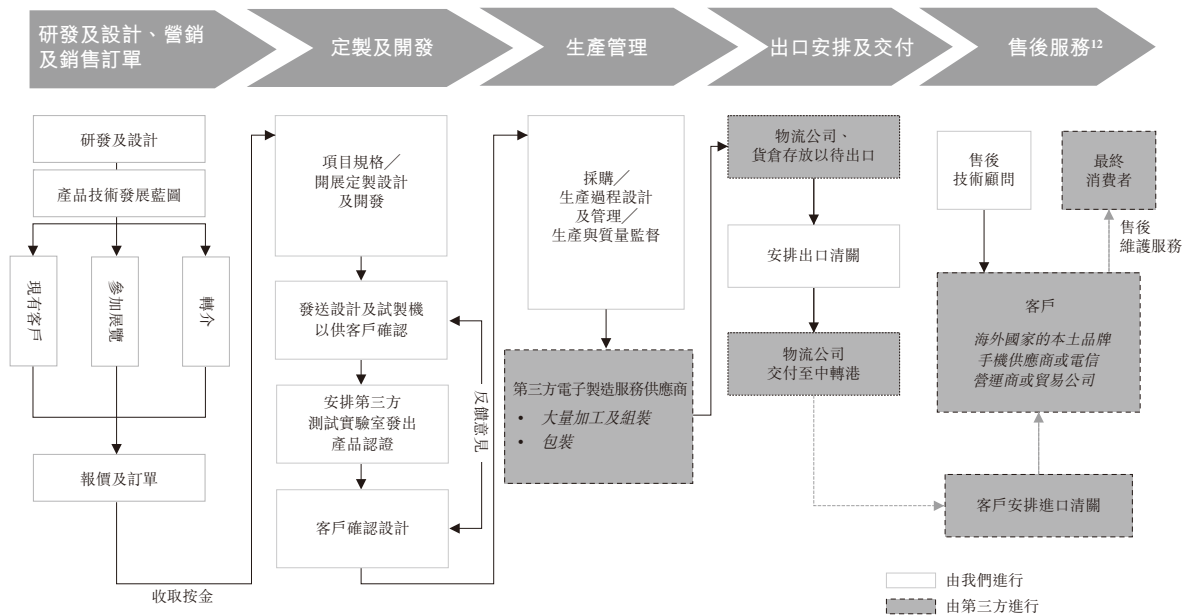 研發及設計、營銷
及銷售訂單
定製及開發
生產管理
出口安排及交付
售後服務¹²
研發及設計
產品技術發展藍圖
現有客戶
參加展覽
轉介
報價及訂單
收取按金
項目規格／
開展定製設計
及開發
發送設計及試製機
以供客戶確認
安排第三方
測試實驗室發出
產品認證
客戶確認設計
反饋意見
採購／
生產過程設計
及管理／
生產與質量監督
第三方電子製造服務供應商
• 大量加工及組裝
• 包裝
物流公司、
貨倉存放以待出口
安排出口清關
物流公司
交付至中轉港
售後
技術顧問
最終
消費者
售後
維護服務
客戶
海外國家的本土品牌
手機供應商或電信
營運商或貿易公司
客戶安排進口清關
由我們進行
由第三方進行